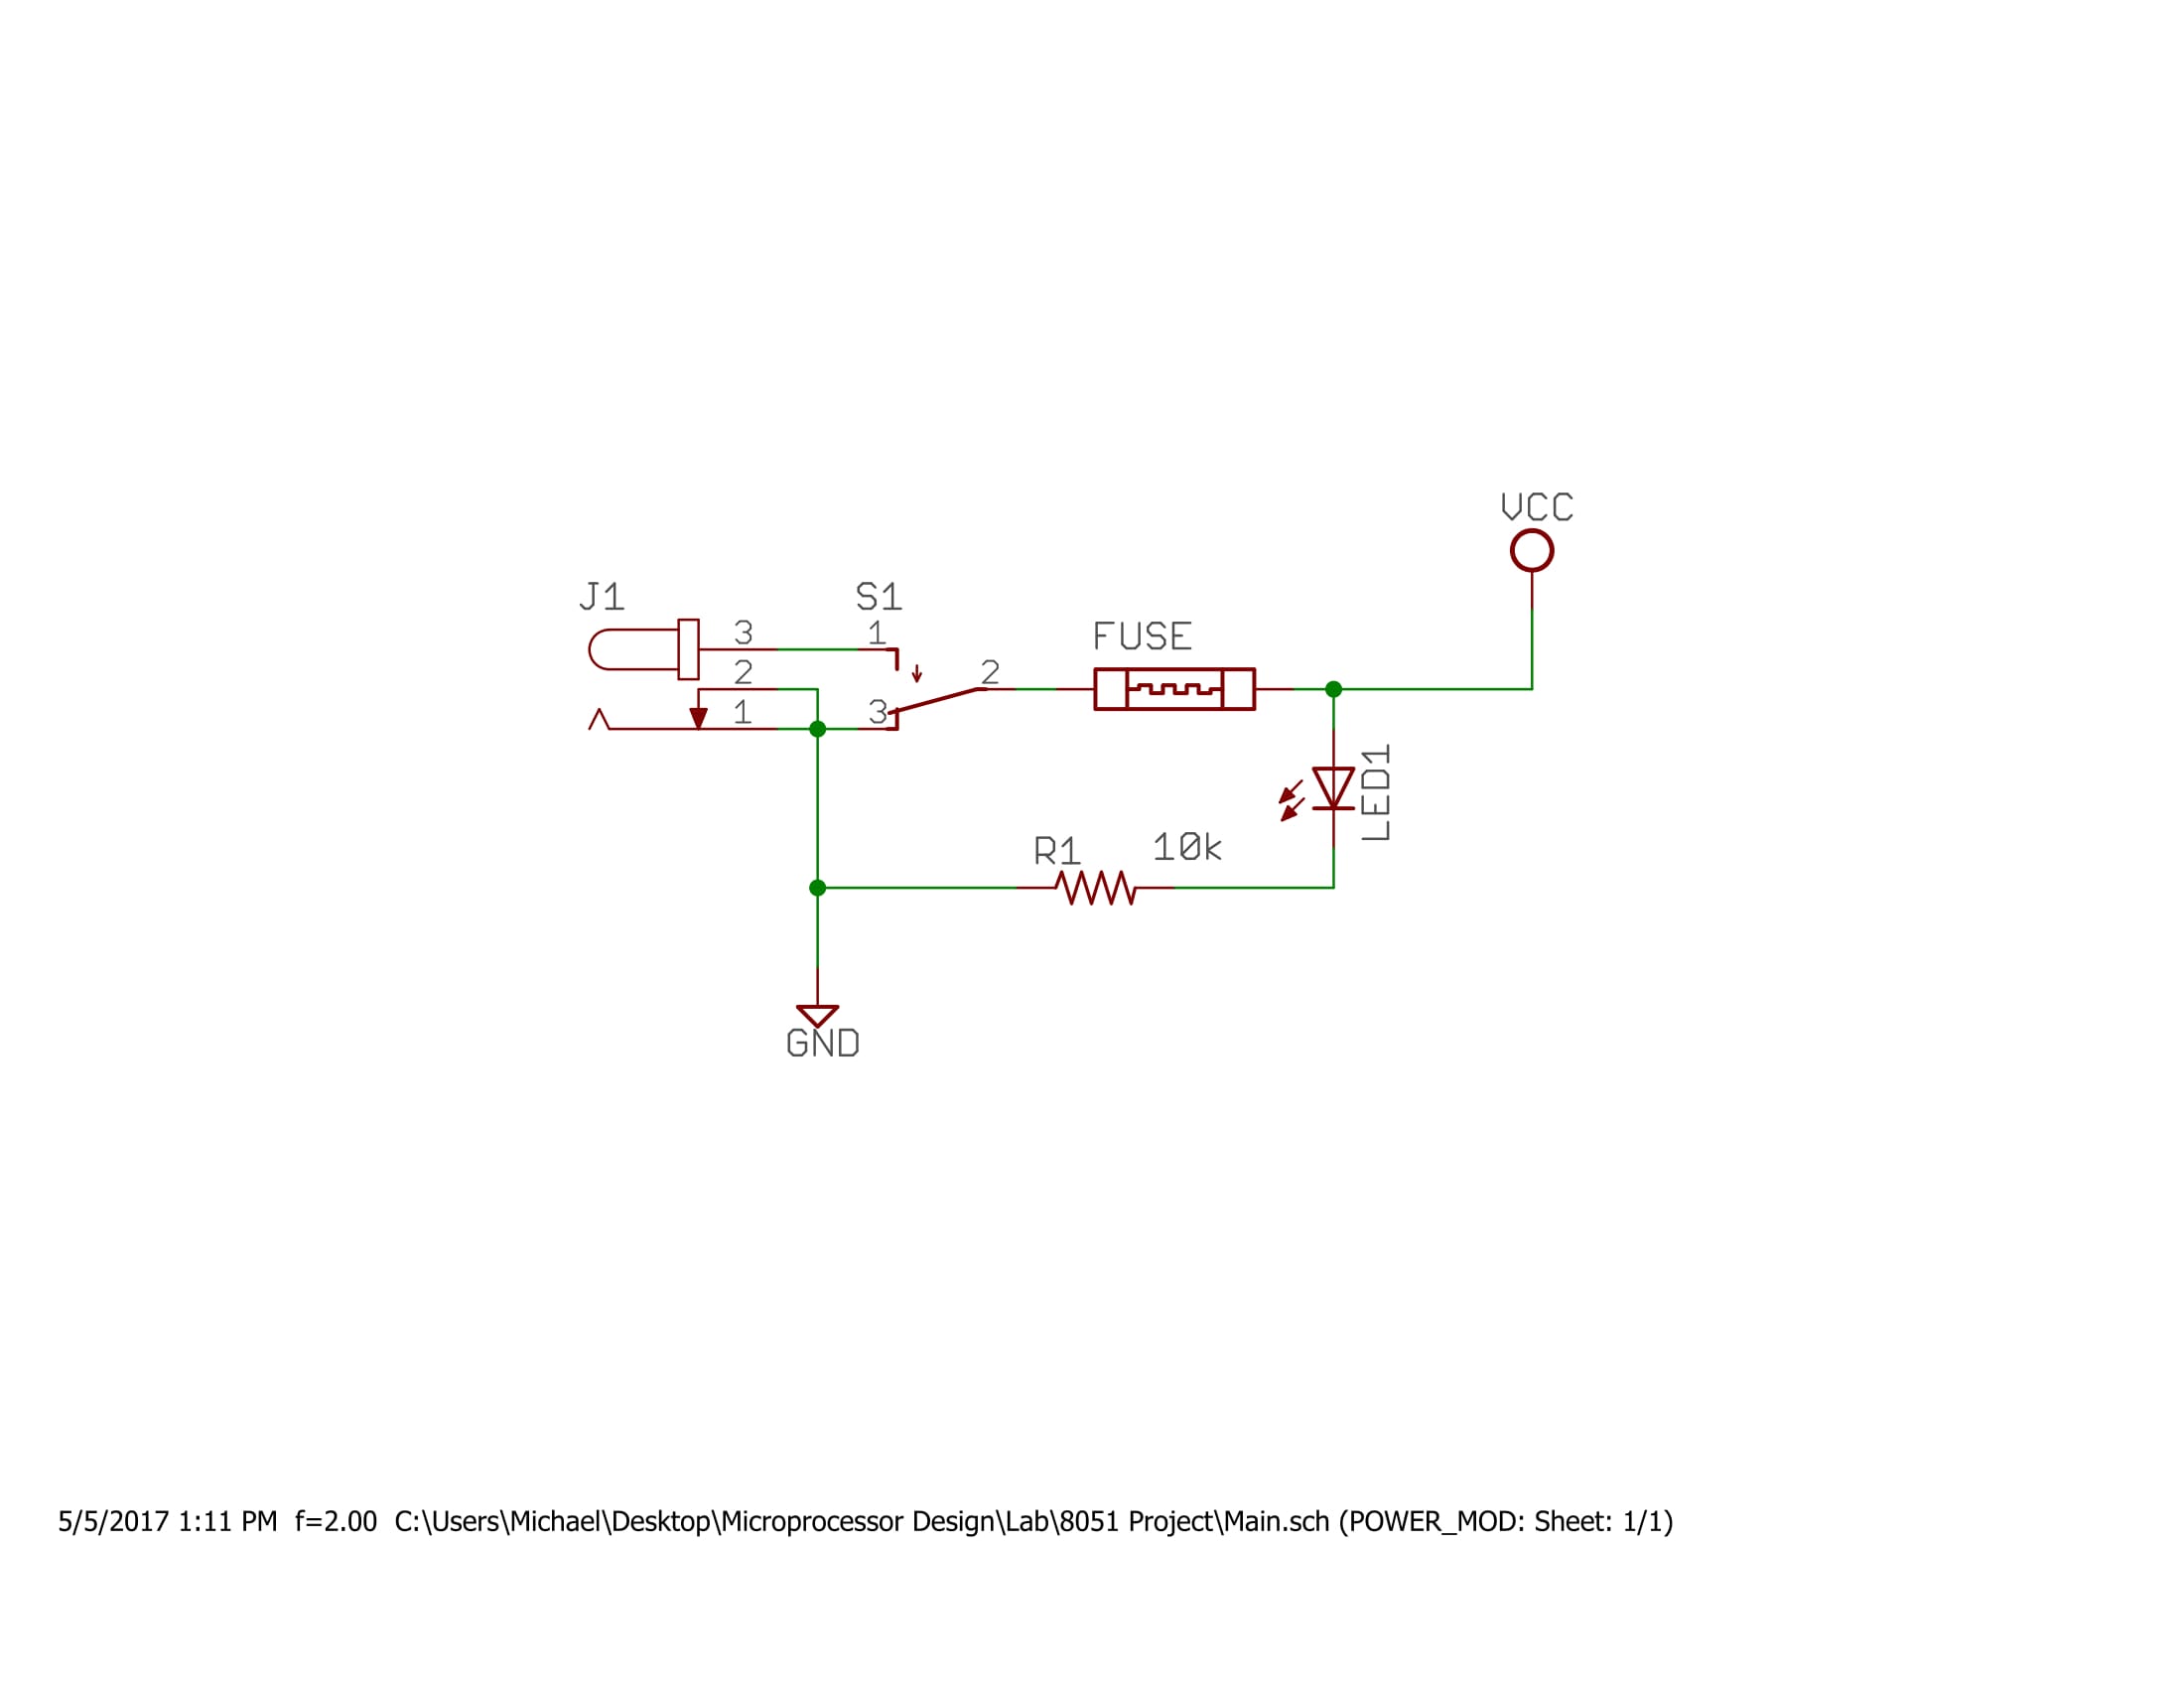 VCC
J1
S1
3
1
FUSE
2
2
1
3
LED1
R1
10k
GND
5/5/2017 1:11 PM  f=2.00  C:\Users\Michael\Desktop\Microprocessor Design\Lab\8051 Project\Main.sch (POWER_MOD: Sheet: 1/1)